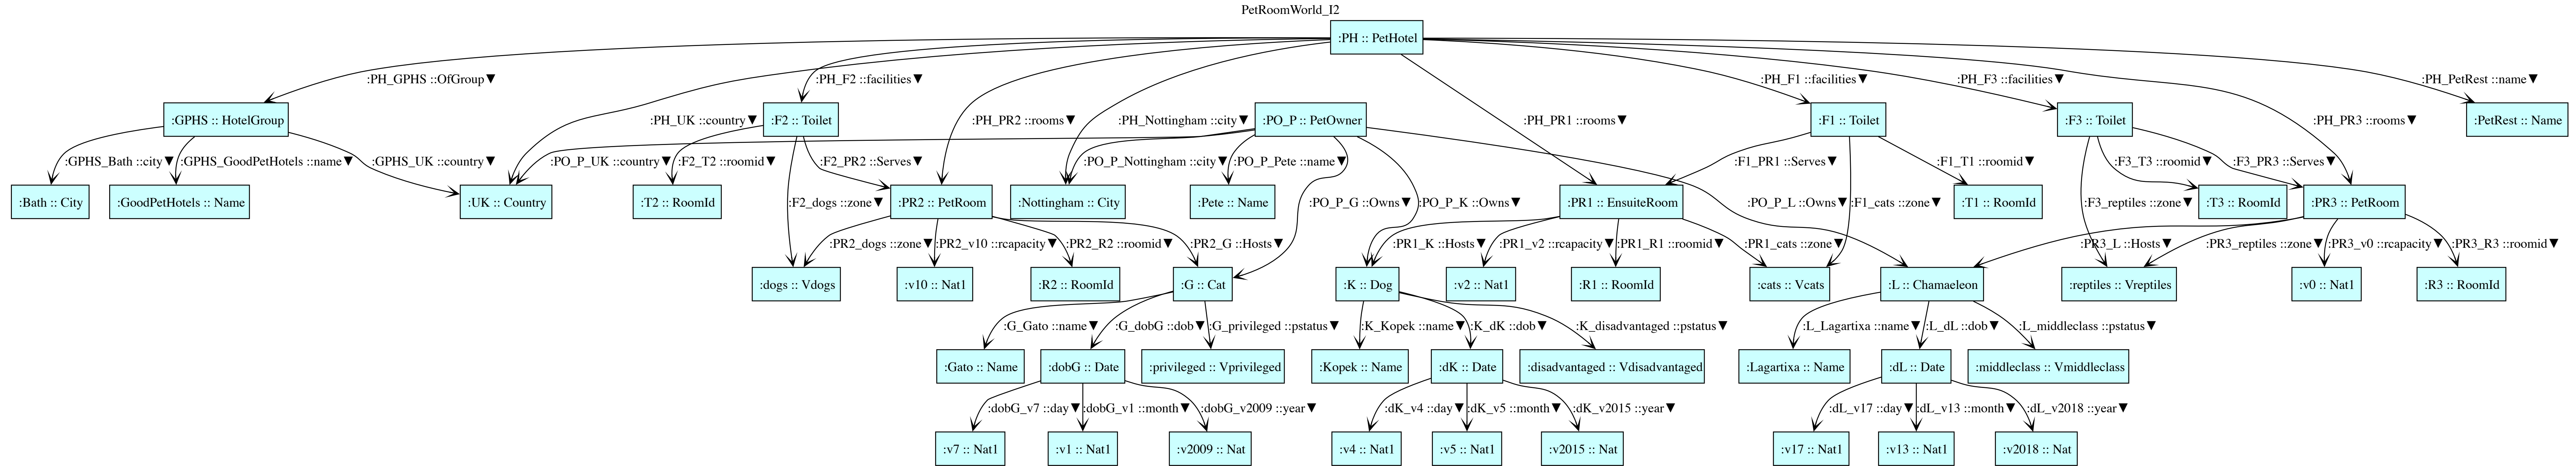 PetRoomWorld_I2
:PH :: PetHotel
:PH_GPHS ::OfGroup▼
:PH_F2 ::facilities▼
:PH_F1 ::facilities▼
:PH_F3 ::facilities▼
:PH_PetRest ::name▼
:GPHS :: HotelGroup
:PH_UK ::country▼
:F2 :: Toilet
:PH_PR2 ::rooms▼
:PH_Nottingham ::city▼
:PO_P :: PetOwner
:PH_PR1 ::rooms▼
:F1 :: Toilet
:F3 :: Toilet
:PH_PR3 ::rooms▼
:PetRest :: Name
:GPHS_Bath ::city▼
:GPHS_GoodPetHotels ::name▼
:GPHS_UK ::country▼
:PO_P_UK ::country▼
:F2_T2 ::roomid▼
:F2_PR2 ::Serves▼
:PO_P_Nottingham ::city▼
:PO_P_Pete ::name▼
:F1_PR1 ::Serves▼
:F1_T1 ::roomid▼
:F3_T3 ::roomid▼
:F3_PR3 ::Serves▼
:Bath :: City
:GoodPetHotels :: Name
:UK :: Country
:T2 :: RoomId
:F2_dogs ::zone▼
:PR2 :: PetRoom
:Nottingham :: City
:Pete :: Name
:PO_P_G ::Owns▼
:PO_P_K ::Owns▼
:PR1 :: EnsuiteRoom
:PO_P_L ::Owns▼
:F1_cats ::zone▼
:T1 :: RoomId
:F3_reptiles ::zone▼
:T3 :: RoomId
:PR3 :: PetRoom
:PR2_dogs ::zone▼
:PR2_v10 ::rcapacity▼
:PR2_R2 ::roomid▼
:PR2_G ::Hosts▼
:PR1_K ::Hosts▼
:PR1_v2 ::rcapacity▼
:PR1_R1 ::roomid▼
:PR1_cats ::zone▼
:PR3_L ::Hosts▼
:PR3_reptiles ::zone▼
:PR3_v0 ::rcapacity▼
:PR3_R3 ::roomid▼
:dogs :: Vdogs
:v10 :: Nat1
:R2 :: RoomId
:G :: Cat
:K :: Dog
:v2 :: Nat1
:R1 :: RoomId
:cats :: Vcats
:L :: Chamaeleon
:reptiles :: Vreptiles
:v0 :: Nat1
:R3 :: RoomId
:G_Gato ::name▼
:G_dobG ::dob▼
:G_privileged ::pstatus▼
:K_Kopek ::name▼
:K_dK ::dob▼
:K_disadvantaged ::pstatus▼
:L_Lagartixa ::name▼
:L_dL ::dob▼
:L_middleclass ::pstatus▼
:Gato :: Name
:dobG :: Date
:privileged :: Vprivileged
:Kopek :: Name
:dK :: Date
:disadvantaged :: Vdisadvantaged
:Lagartixa :: Name
:dL :: Date
:middleclass :: Vmiddleclass
:dobG_v7 ::day▼
:dobG_v1 ::month▼
:dobG_v2009 ::year▼
:dK_v4 ::day▼
:dK_v5 ::month▼
:dK_v2015 ::year▼
:dL_v17 ::day▼
:dL_v13 ::month▼
:dL_v2018 ::year▼
:v7 :: Nat1
:v1 :: Nat1
:v2009 :: Nat
:v4 :: Nat1
:v5 :: Nat1
:v2015 :: Nat
:v17 :: Nat1
:v13 :: Nat1
:v2018 :: Nat